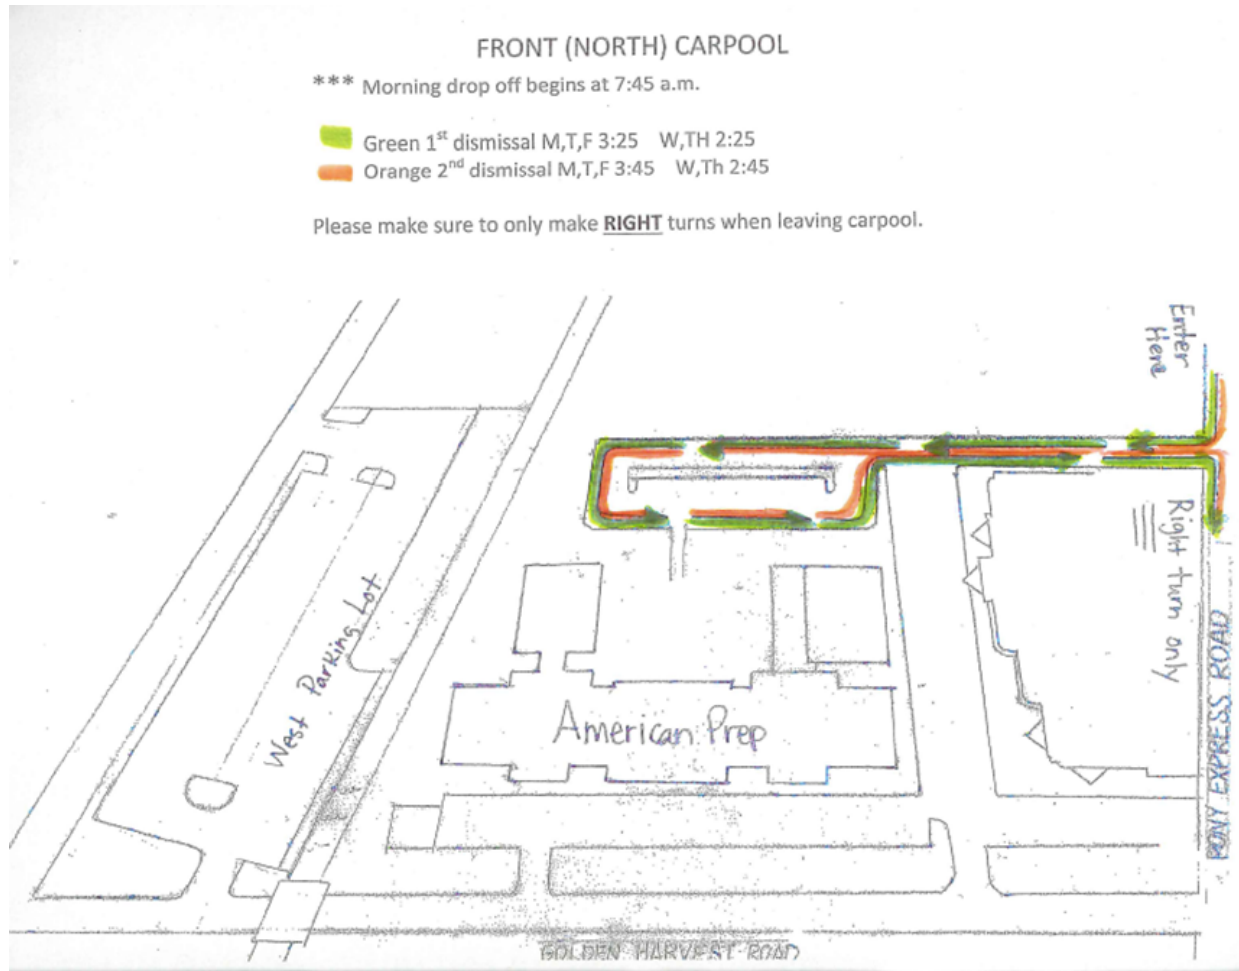 FRONT (NORTH) CARPOOL
*** Morning drop off begins at 7:45 a.m.
Green 1st dismissal M,T,F 3:25 W,TH 2:25
Orange 2nd dismissal M,T,F 3:45 W,Th 2:45
Please make sure to only make RIGHT turns when leaving carpool.
Enter
Here
Right turn only
West Parking Lot
American Prep
PONY EXPRESS ROAD
GOLDEN HARVEST ROAD